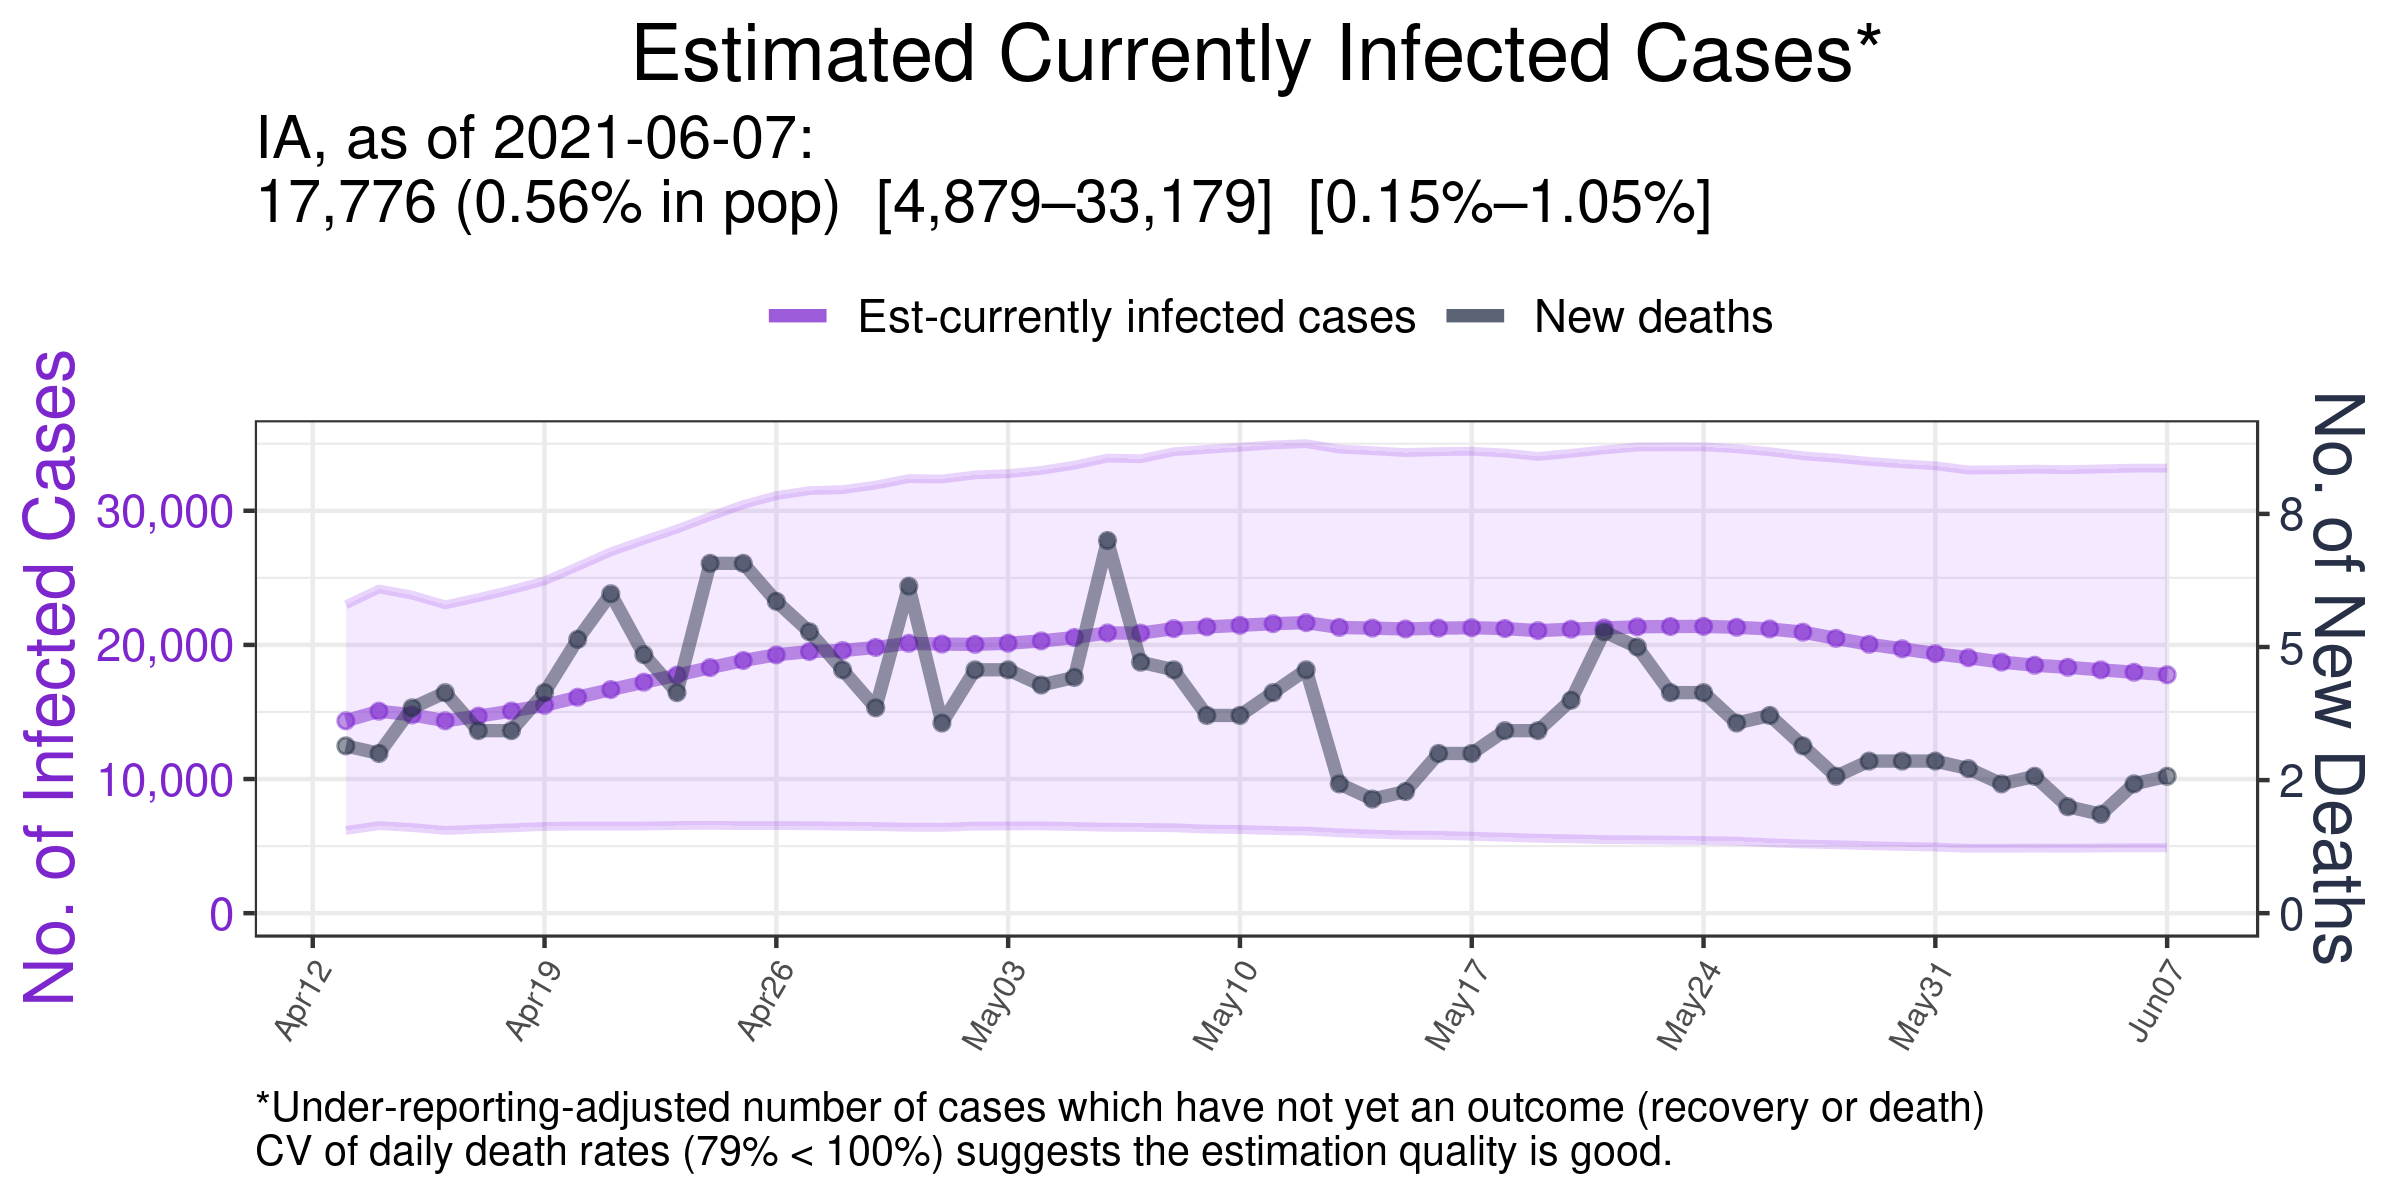 Estimated Currently Infected Cases*
IA, as of 2021-06-07:
17,776 (0.56% in pop)  [4,879–33,179]  [0.15%–1.05%]
Est-currently infected cases
New deaths
No. of Infected Cases
30,000
20,000
10,000
0
8
5
2
0
No. of New Deaths
Apr12
Apr19
Apr26
May03
May10
May17
May24
May31
Jun07
*Under-reporting-adjusted number of cases which have not yet an outcome (recovery or death)
CV of daily death rates (79% < 100%) suggests the estimation quality is good.